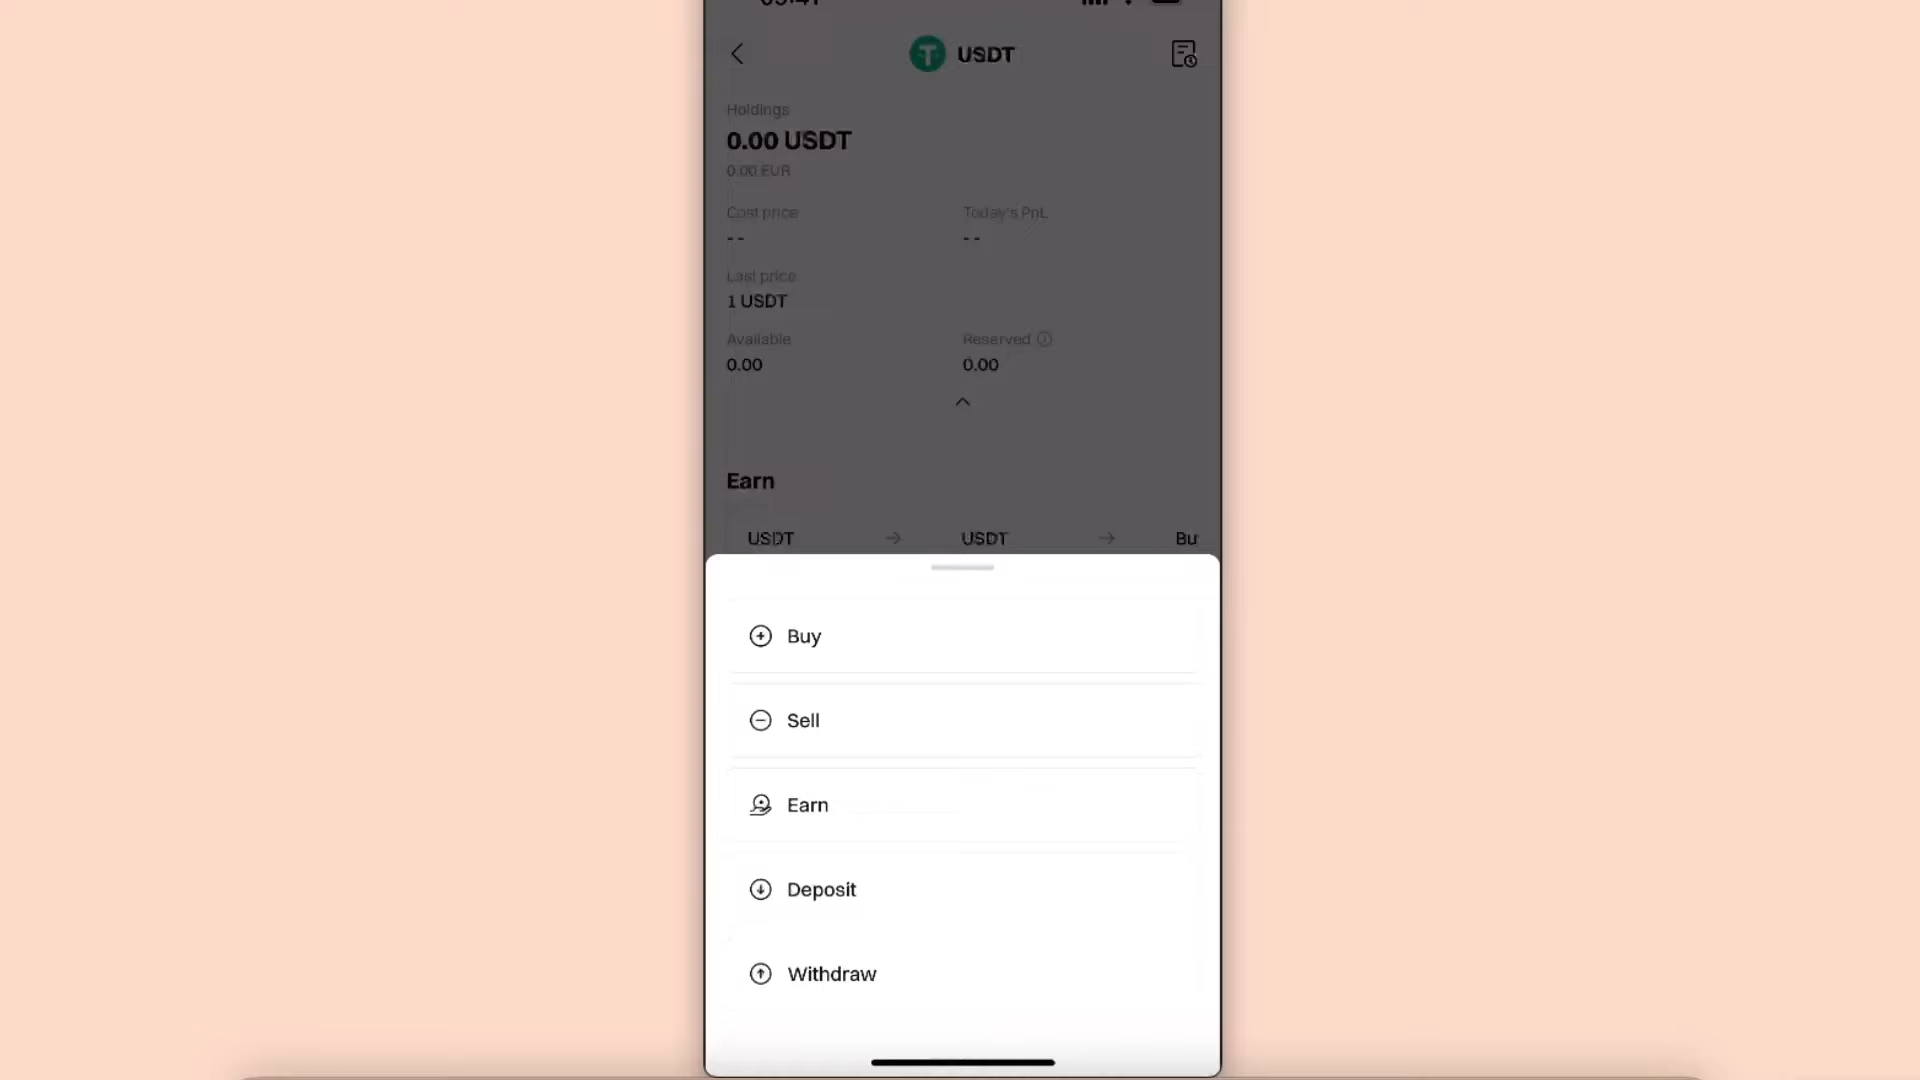 USDT
Holdings
0.00 USDT
0.00 EUR
Cost price
Today's PnL
- -
- -
Last price
1 USDT
Available
Reserved
0.00
0.00
Earn
USDT
USDT
Bu
Buy
Sell
Earn
Deposit
Withdraw